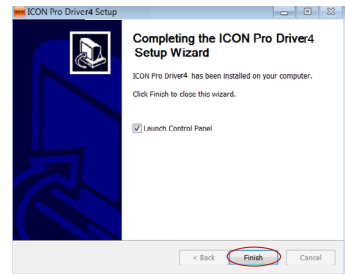 ICON Pro Driver4 Setup
Completing the ICON Pro Driver4
Setup Wizard
ICON Pro Driver4 has been installed on your computer.
Click Finish to close this wizard.
Launch Control Panel
< Back
Finish
Cancel